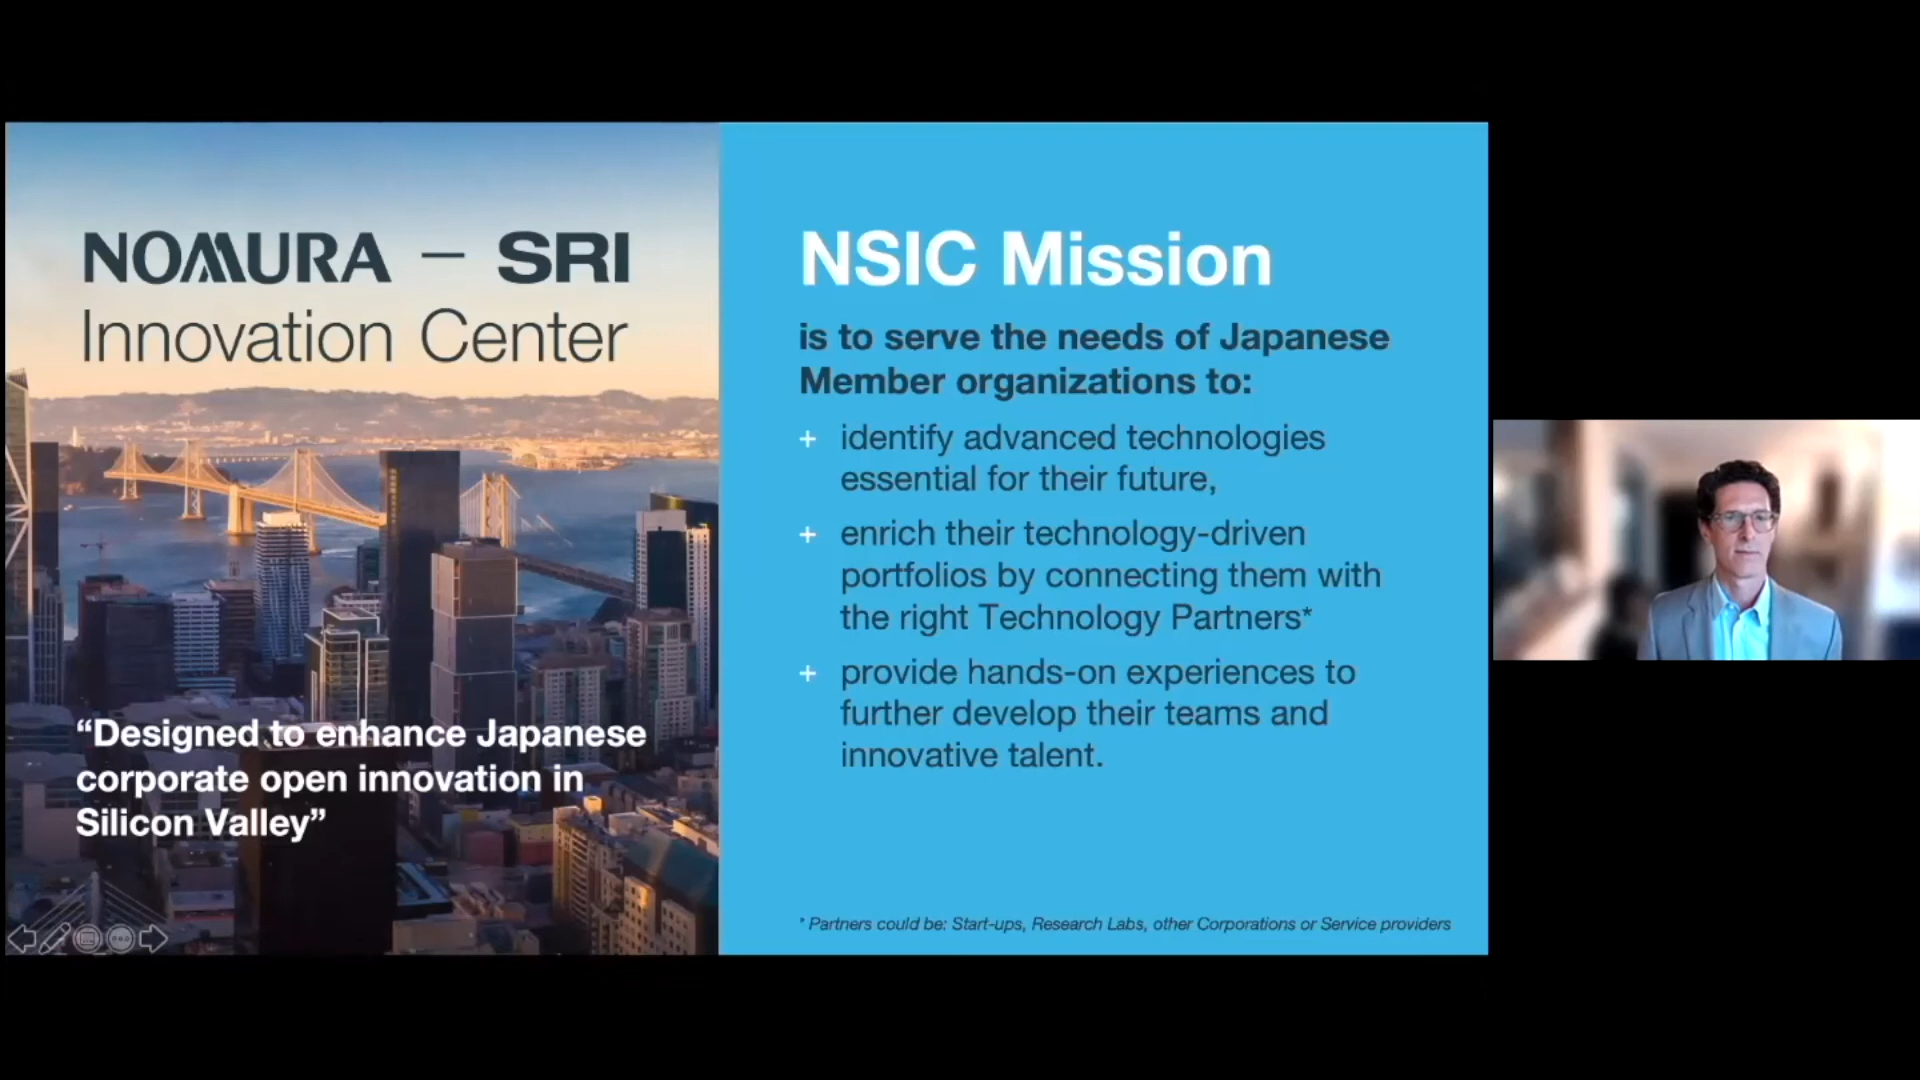 NOMURA – SRI
Innovation Center
“Designed to enhance Japanese
corporate open innovation in
Silicon Valley”
NSIC Mission
is to serve the needs of Japanese
Member organizations to:
+ identify advanced technologies
essential for their future,
+ enrich their technology-driven
portfolios by connecting them with
the right Technology Partners*
+ provide hands-on experiences to
further develop their teams and
innovative talent.
* Partners could be: Start-ups, Research Labs, other Corporations or Service providers